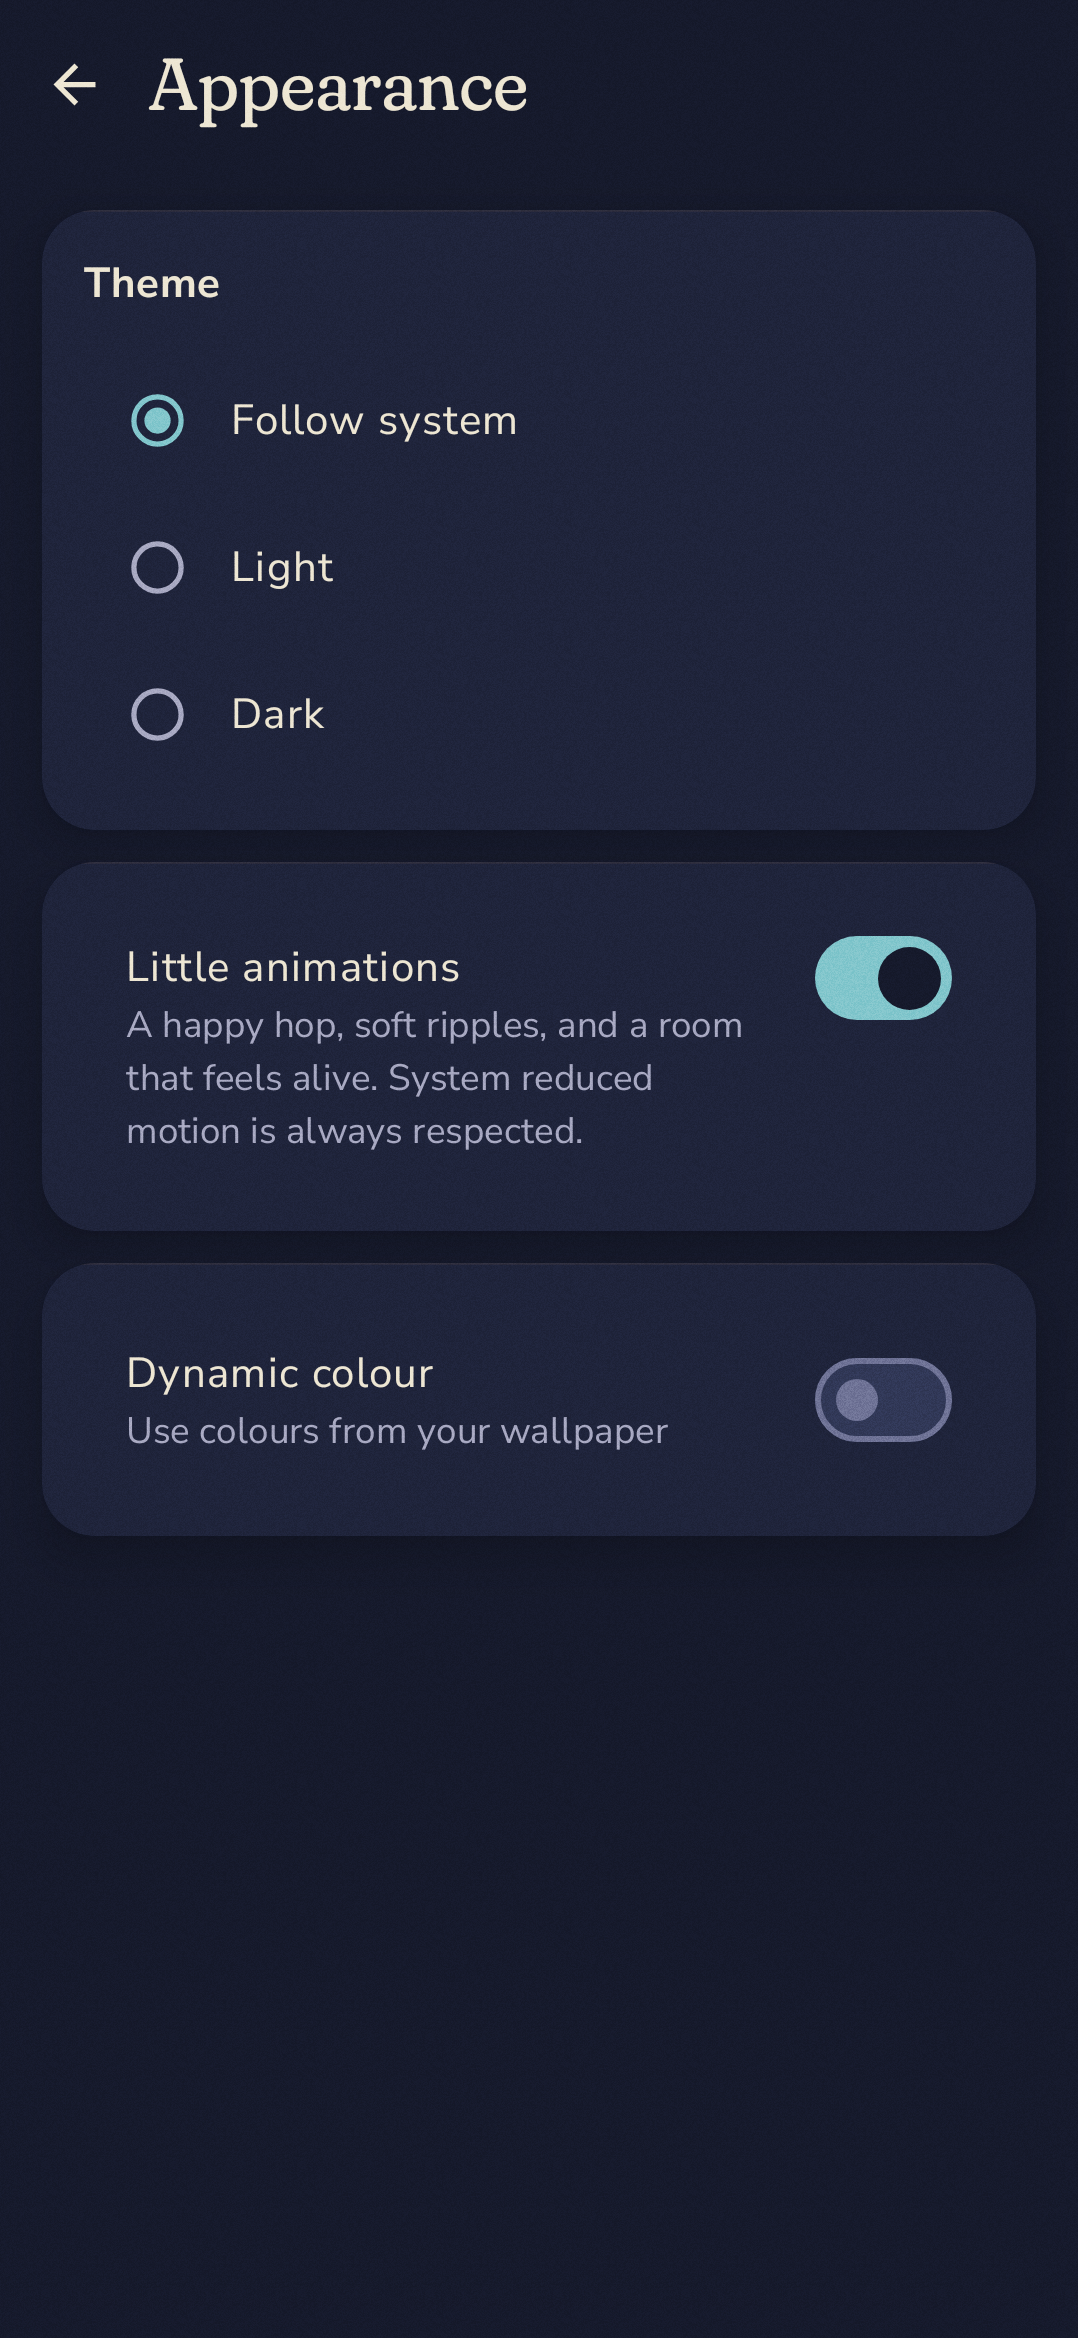 Appearance
Theme
Follow system
Light
Dark
Little animations
A happy hop, soft ripples, and a room
that feels alive. System reduced
motion is always respected.
Dynamic colour
Use colours from your wallpaper